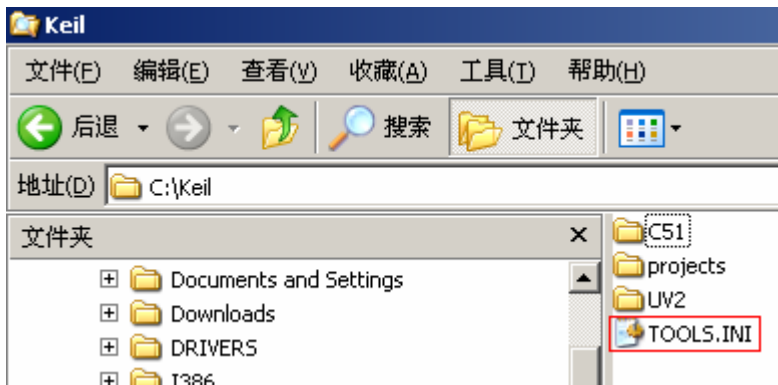 Keil
文件(F) 编辑(E) 查看(V) 收藏(A) 工具(T) 帮助(H)
后退 搜索 文件夹
地址(D) C:\Keil
文件夹 ×
C51
Documents and Settings projects
Downloads UV2
DRIVERS TOOLS.INI
I386